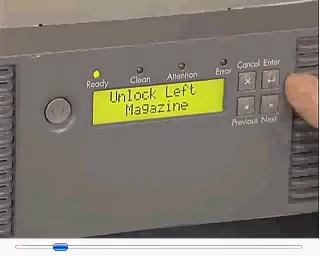 Ready Clean Attention Error Cancel Enter
Unlock Left
Magazine
Previous Next